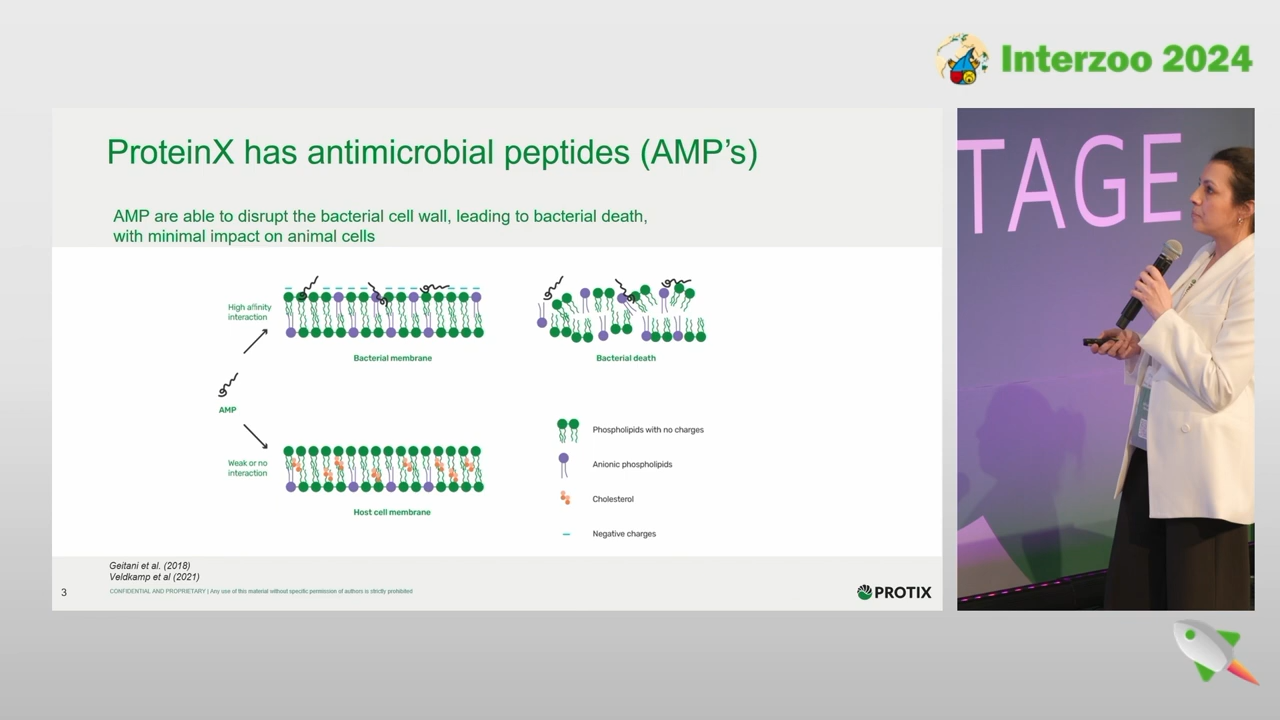 Interzoo 2024
ProteinX has antimicrobial peptides (AMP’s)
AMP are able to disrupt the bacterial cell wall, leading to bacterial death,
with minimal impact on animal cells
High affinity
interaction
Bacterial membrane
Bacterial death
AMP
Weak or no
interaction
Host cell membrane
Phospholipids with no charges
Anionic phospholipids
Cholesterol
Negative charges
Geitani et al. (2018)
Veldkamp et al (2021)
3
CONFIDENTIAL AND PROPRIETARY | Any use of this material without specific permission of authors is strictly prohibited
PROTIX
TAGE